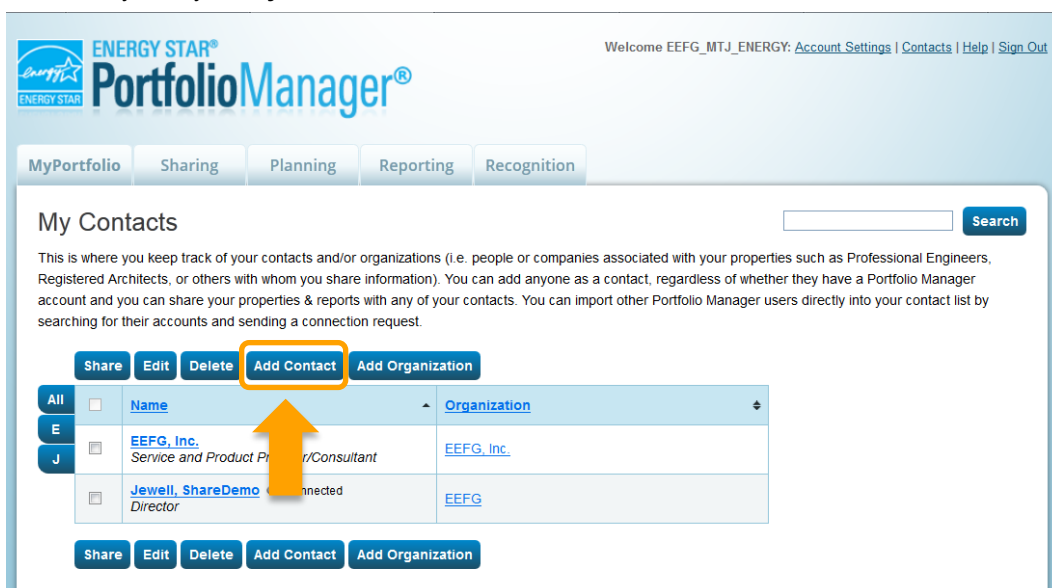 ENERGY STAR®
PortfolioManager®
energy
ENERGY STAR
Welcome EEFG_MTJ_ENERGY: Account Settings | Contacts | Help | Sign Out
MyPortfolio Sharing Planning Reporting Recognition
My Contacts
Search
This is where you keep track of your contacts and/or organizations (i.e. people or companies associated with your properties such as Professional Engineers,
Registered Architects, or others with whom you share information). You can add anyone as a contact, regardless of whether they have a Portfolio Manager
account and you can share your properties & reports with any of your contacts. You can import other Portfolio Manager users directly into your contact list by
searching for their accounts and sending a connection request.
Share Edit Delete Add Contact Add Organization
All
E
J
Name Organization
EEFG, Inc. EEFG, Inc.
Service and Product
Jewell, ShareDemo EEFG
Director
Share Edit Delete Add Contact Add Organization